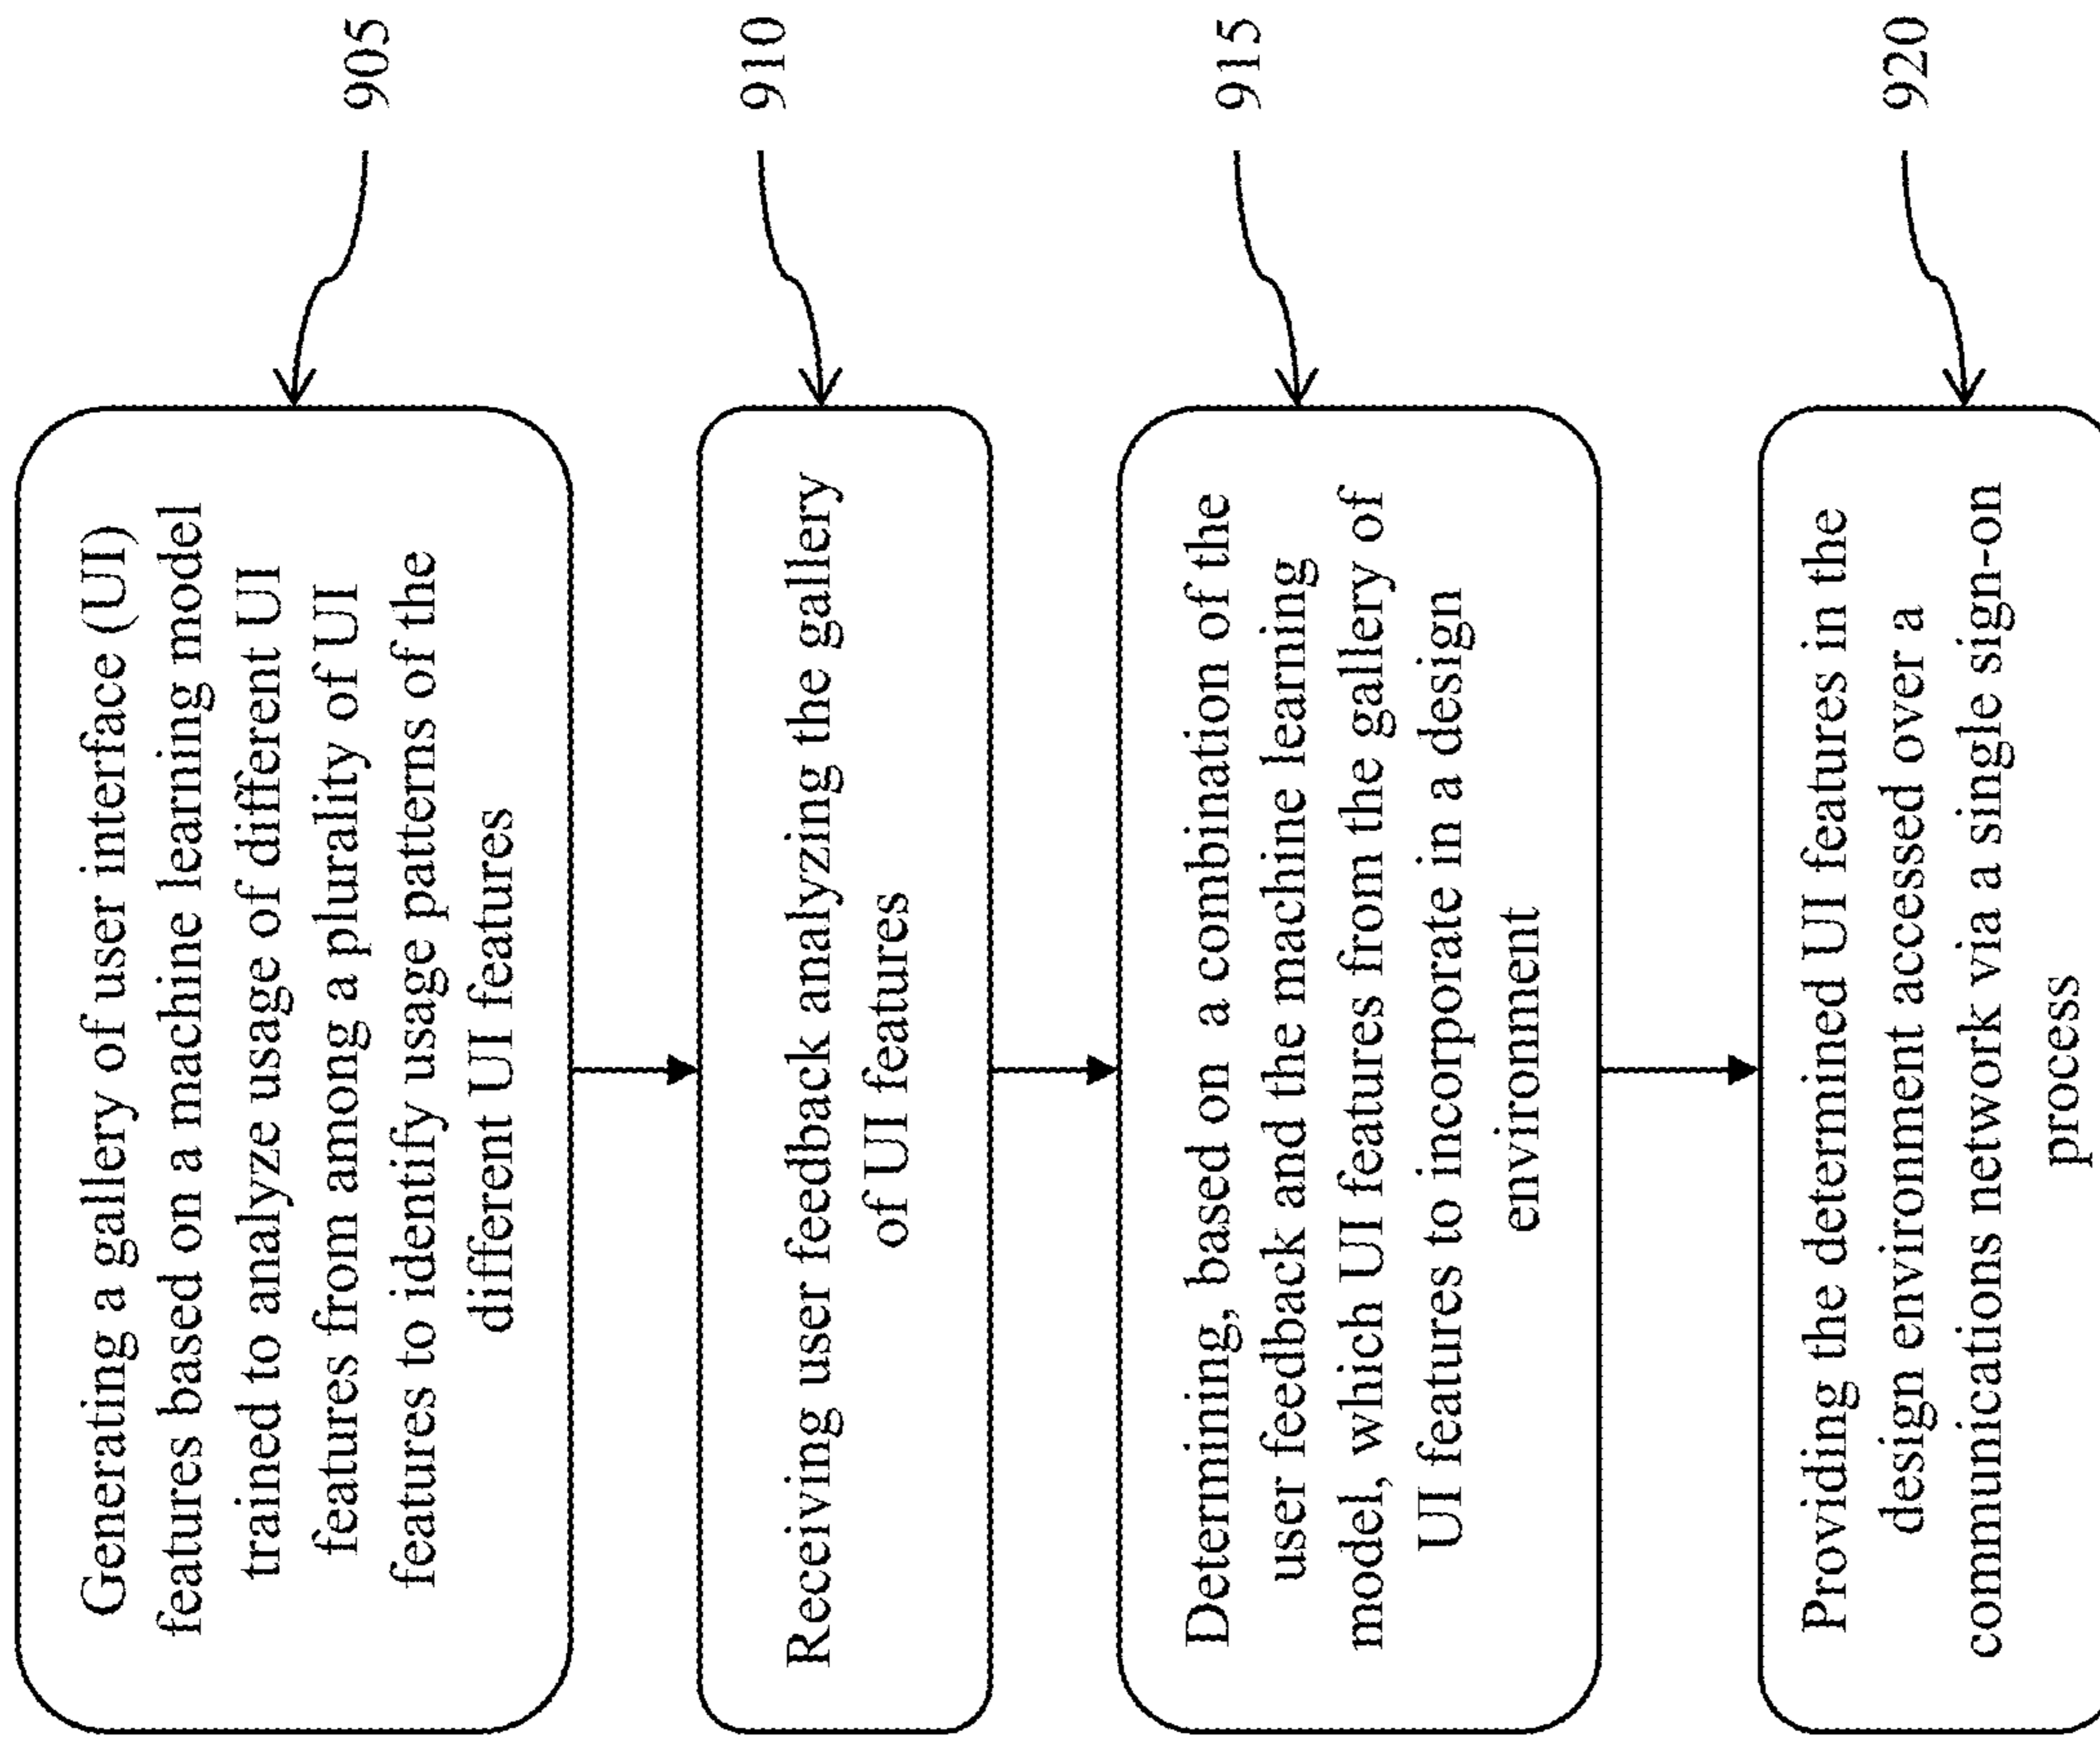 Generating a gallery of user interface (UI)
features based on a machine learning model
trained to analyze usage of different UI
features from among a plurality of UI
features to identify usage patterns of the
different UI features
905
Receiving user feedback analyzing the gallery
of UI features
910
Determining, based on a combination of the
user feedback and the machine learning
model, which UI features from the gallery of
UI features to incorporate in a design
environment
915
Providing the determined UI features in the
design environment accessed over a
communications network via a single sign-on
process
920